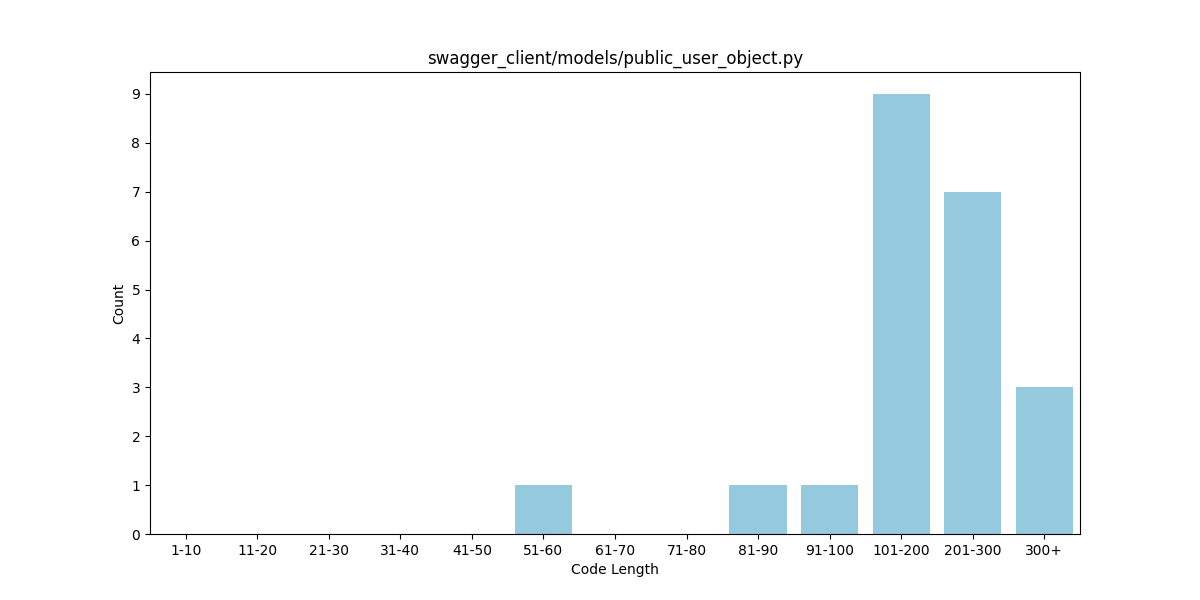 swagger_client/models/public_user_object.py
9
8
7
6
5
4
3
2
1
0
Count
1-10 11-20 21-30 31-40 41-50 51-60 61-70 71-80 81-90 91-100 101-200 201-300 300+
Code Length